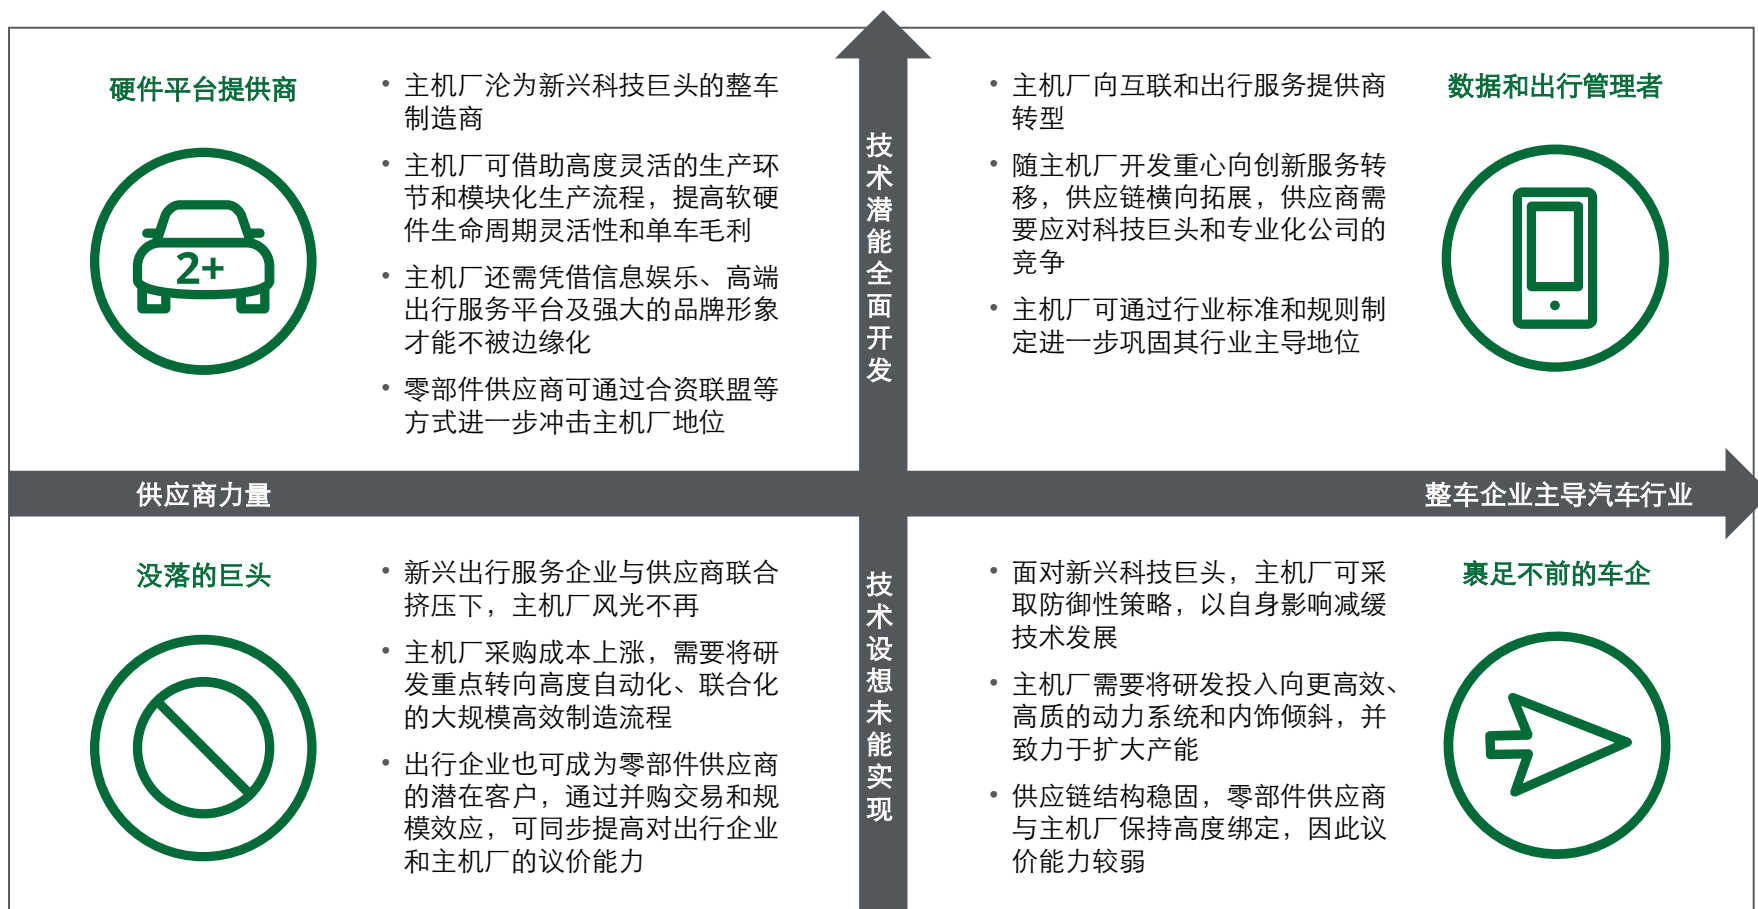 硬件平台提供商
• 主机厂沦为新兴科技巨头的整车
制造商
• 主机厂可借助高度灵活的生产环
节和模块化生产流程，提高软硬
件生命周期灵活性和单车毛利
• 主机厂还需凭借信息娱乐、高端
出行服务平台及强大的品牌形象
才能不被边缘化
• 零部件供应商可通过合资联盟等
方式进一步冲击主机厂地位
2+
技术潜能全面开发
• 主机厂向互联和出行服务提供商
转型
• 随主机厂开发重心向创新服务转
移，供应链横向拓展，供应商需
要应对科技巨头和专业化公司的
竞争
• 主机厂可通过行业标准和规则制
定进一步巩固其行业主导地位
数据和出行管理者
供应商力量
整车企业主导汽车行业
没落的巨头
• 新兴出行服务企业与供应商联合
挤压下，主机厂风光不再
• 主机厂采购成本上涨，需要将研
发重点转向高度自动化、联合化
的大规模高效制造流程
• 出行企业也可成为零部件供应商
的潜在客户，通过并购交易和规
模效应，可同步提高对出行企业
和主机厂的议价能力
技术设想未能实现
• 面对新兴科技巨头，主机厂可采
取防御性策略，以自身影响减缓
技术发展
• 主机厂需要将研发投入向更高效、
高质的动力系统和内饰倾斜，并
致力于扩大产能
• 供应链结构稳固，零部件供应商
与主机厂保持高度绑定，因此议
价能力较弱
裹足不前的车企